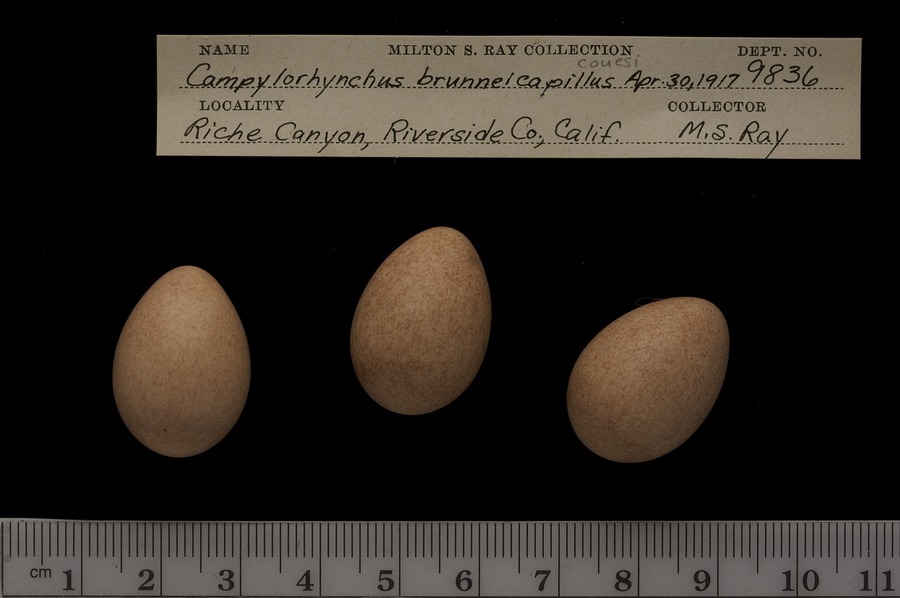 NAME MILTON S. RAY COLLECTION DEPT. NO.
couesi
Campylorhynchus brunneicapillus Apr. 30, 1917 9836
LOCALITY COLLECTOR
Riche Canyon, Riverside Co., Calif. M.S. Ray
cm 1 2 3 4 5 6 7 8 9 10 11